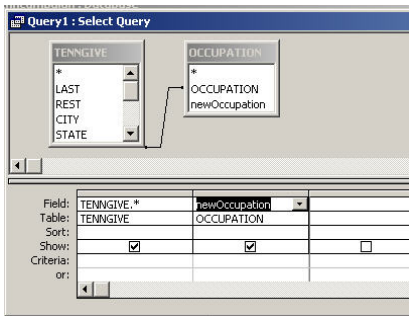 Query1 : Select Query
TENNGIVE
*
LAST
REST
CITY
STATE
OCCUPATION
*
OCCUPATION
newOccupation
Field: TENNGIVE.* newOccupation
Table: TENNGIVE OCCUPATION
Sort:
Show:
Criteria:
or: